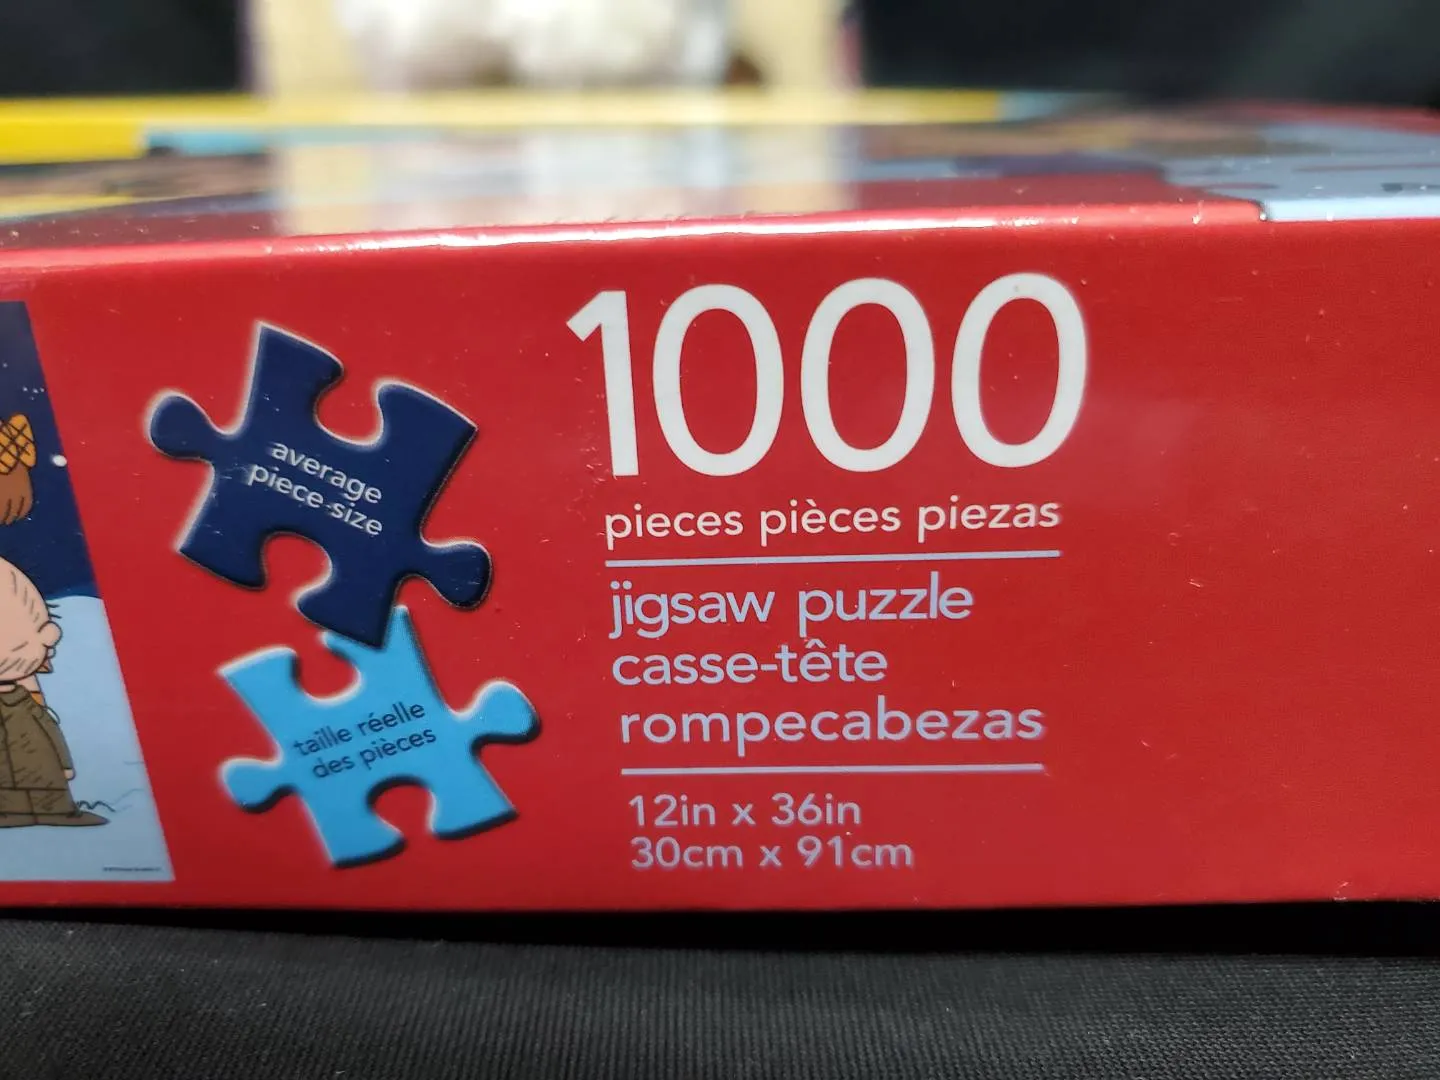 1000
pieces pièces piezas
jigsaw puzzle
casse-tête
rompecabezas
12in x 36in
30cm x 91cm
average
piece size
taille réelle
des pièces